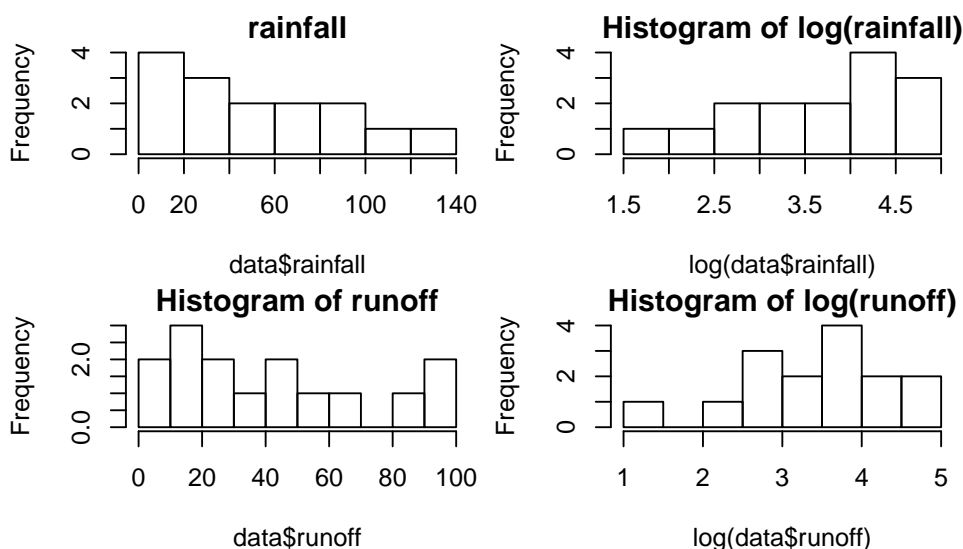 rainfall
Frequency
0 2 4
0 20 60 100 140
data$rainfall
Histogram of log(rainfall)
Frequency
0 2 4
1.5 2.5 3.5 4.5
log(data$rainfall)
Histogram of runoff
Frequency
0.0 2.0
0 20 40 60 80 100
data$runoff
Histogram of log(runoff)
Frequency
0 2 4
1 2 3 4 5
log(data$runoff)